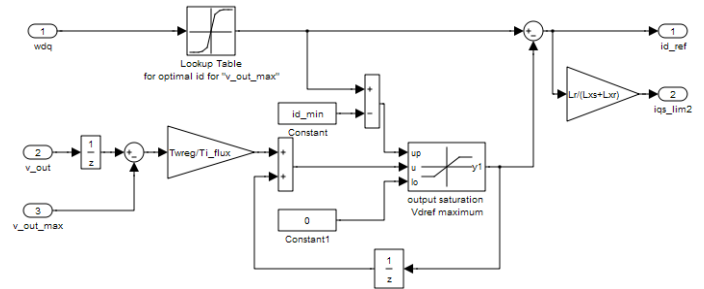 1
wdq
Lookup Table
for optimal id for "v_out_max"
+
−
1
id_ref
Lr/(Lxs+Lxr)
2
iqs_lim2
+
−
id_min
Constant
2
v_out
1
z
+
−
Twreg/Ti_flux
+
+
up
u
lo
y1
output saturation
Vdref maximum
3
v_out_max
0
Constant1
1
z